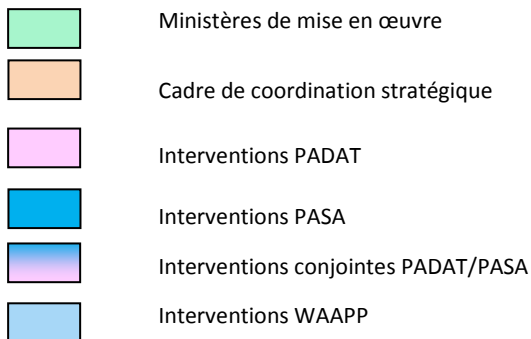 Ministères de mise en œuvre
Cadre de coordination stratégique
Interventions PADAT
Interventions PASA
Interventions conjointes PADAT/PASA
Interventions WAAPP